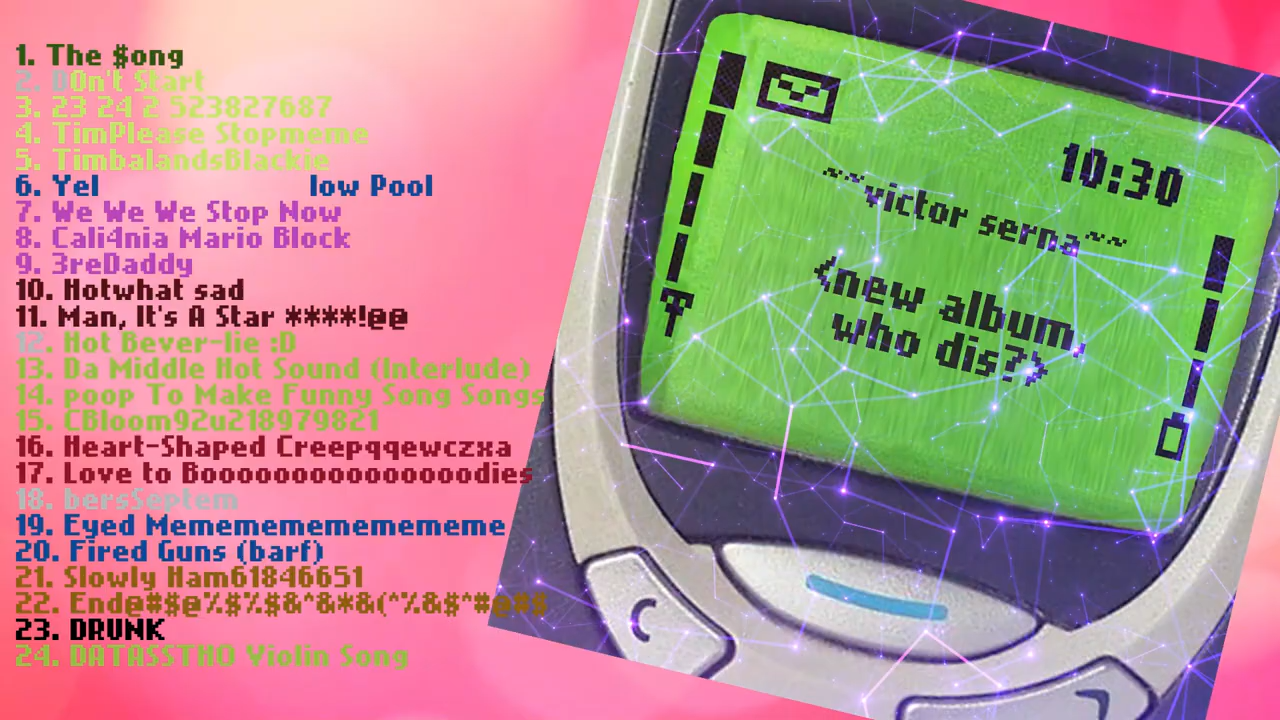 1. The $ong
2. D0n't Start
3. 23 24 2 523827687
4. TimPlease Stopmeme
5. TimbalandsBlackie
6. Yel low Pool
7. We We We Stop Now
8. Cali4nia Mario Block
9. 3reDaddy
10. Hotwhat sad
11. Man, It's A Star ****!@@
12. Hot Bever-lie :D
13. Da Middle Hot Sound (Interlude)
14. poop To Make Funny Song Songs
15. CBloom92u218979821
16. Heart-Shaped Creepqqewczxa
17. Love to Boooooooooooooooodies
18. bersSeptem
19. Eyed Mememememememememe
20. Fired Guns (barf)
21. Slowly Ham61846651
22. End@#$@%$%$&^&*&(^%&$^#@#$
23. DRUNK
24. DATASSTHO Violin Song
10:30
~~victor serna~~
<new album,
who dis?>